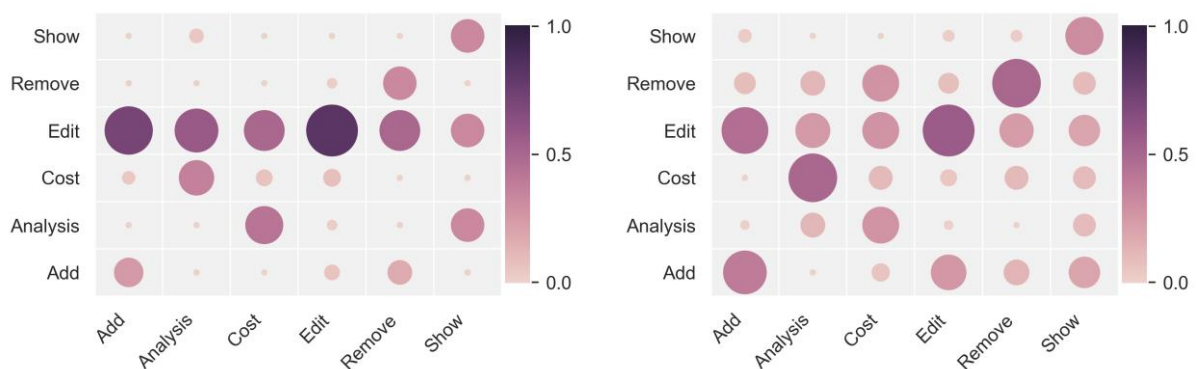 Show
Remove
Edit
Cost
Analysis
Add
Add
Analysis
Cost
Edit
Remove
Show
1.0
0.5
0.0
Show
Remove
Edit
Cost
Analysis
Add
Add
Analysis
Cost
Edit
Remove
Show
1.0
0.5
0.0